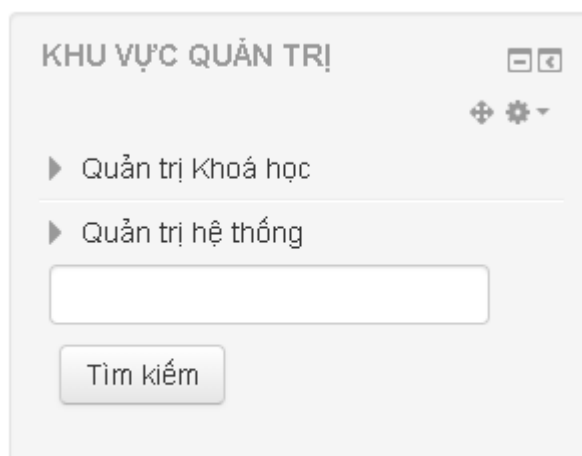 KHU VỰC QUẢN TRỊ
Quản trị Khoá học
Quản trị hệ thống
Tìm kiếm